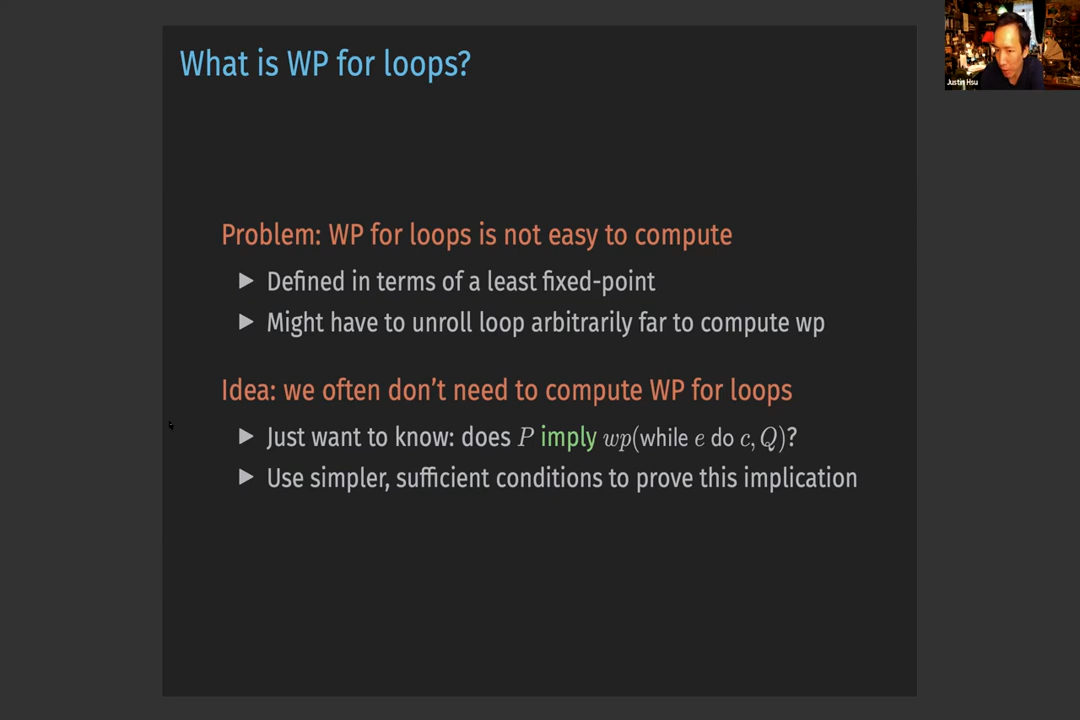 What is WP for loops?
Justin Hsu
Problem: WP for loops is not easy to compute
▶ Defined in terms of a least fixed-point
▶ Might have to unroll loop arbitrarily far to compute wp
Idea: we often don't need to compute WP for loops
▶ Just want to know: does P imply wp(while e do c, Q)?
▶ Use simpler, sufficient conditions to prove this implication